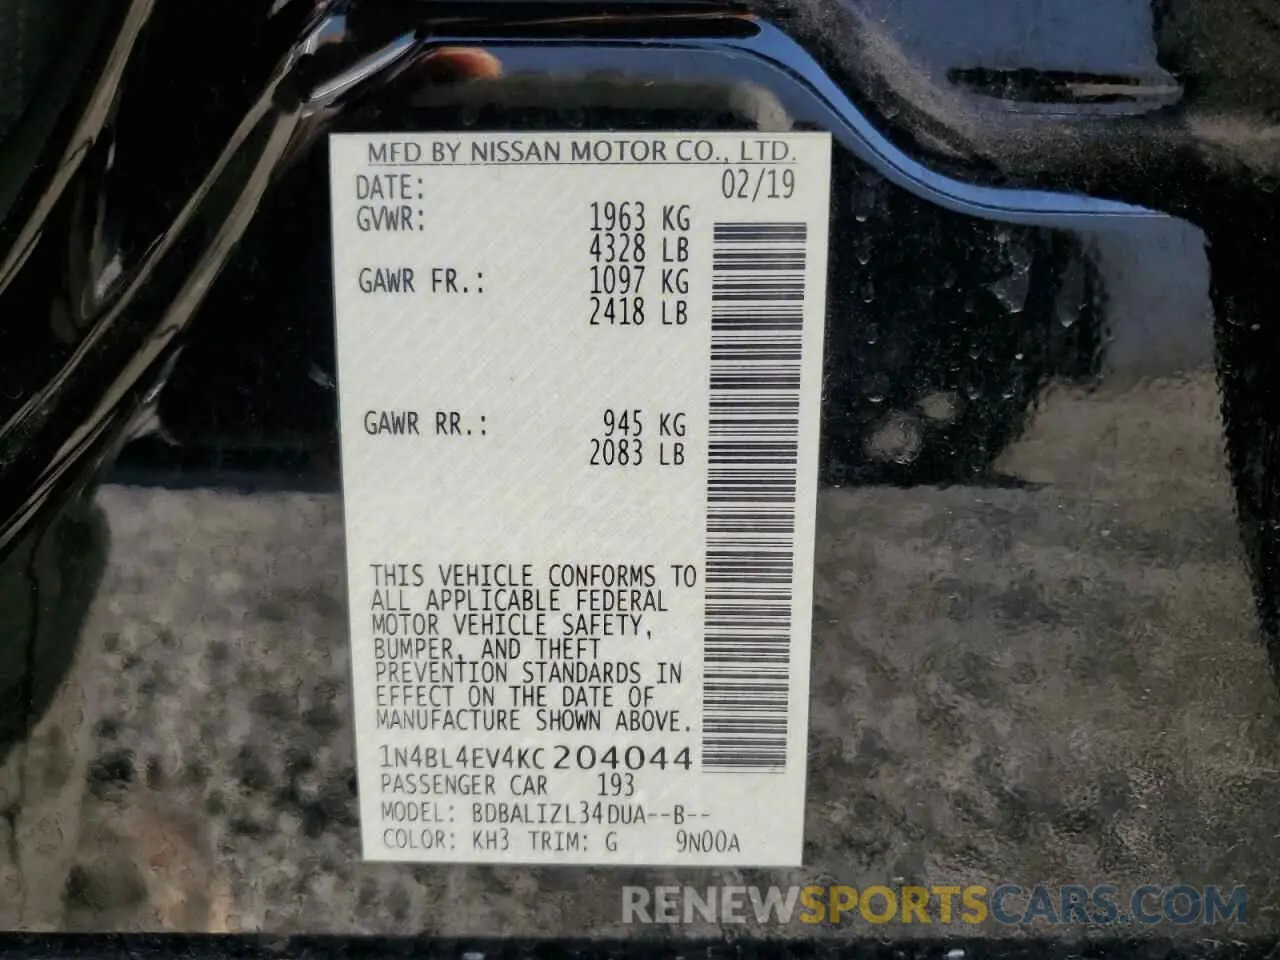 MFD BY NISSAN MOTOR CO., LTD.
DATE: 02/19
GVWR: 1963 KG
4328 LB
GAWR FR.: 1097 KG
2418 LB
GAWR RR.: 945 KG
2083 LB
THIS VEHICLE CONFORMS TO
ALL APPLICABLE FEDERAL
MOTOR VEHICLE SAFETY,
BUMPER, AND THEFT
PREVENTION STANDARDS IN
EFFECT ON THE DATE OF
MANUFACTURE SHOWN ABOVE.
1N4BL4EV4KC204044
PASSENGER CAR 193
MODEL: BDBALIZL34DUA--B--
COLOR: KH3 TRIM: G 9N00A
RENEWSPORTSCARS.COM